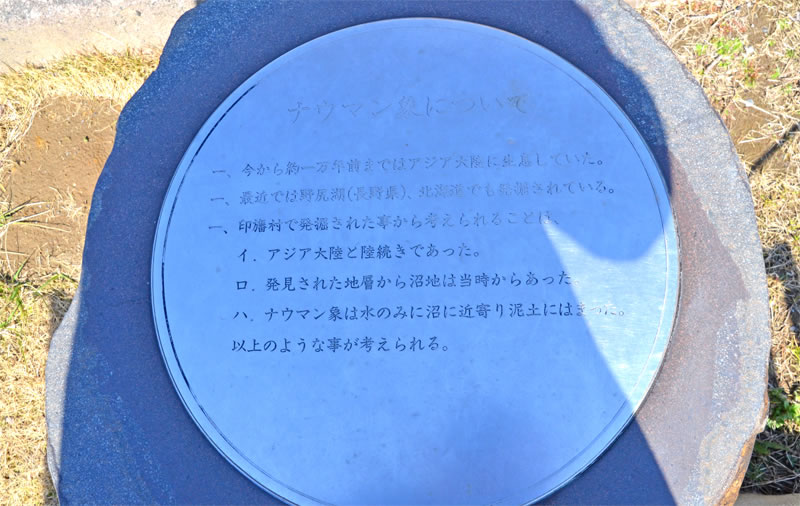 ナウマン象について
一、今から約一万年前まではアジア大陸に生息していた。
一、最近では野尻湖(長野県)、北海道でも発掘されている。
一、印旛村で発掘された事から考えられることは、
イ．アジア大陸と陸続きであった。
ロ．発見された地層から沼地は当時からあった。
ハ．ナウマン象は水のみに沼に近寄り泥土にはまった。
以上のような事が考えられる。